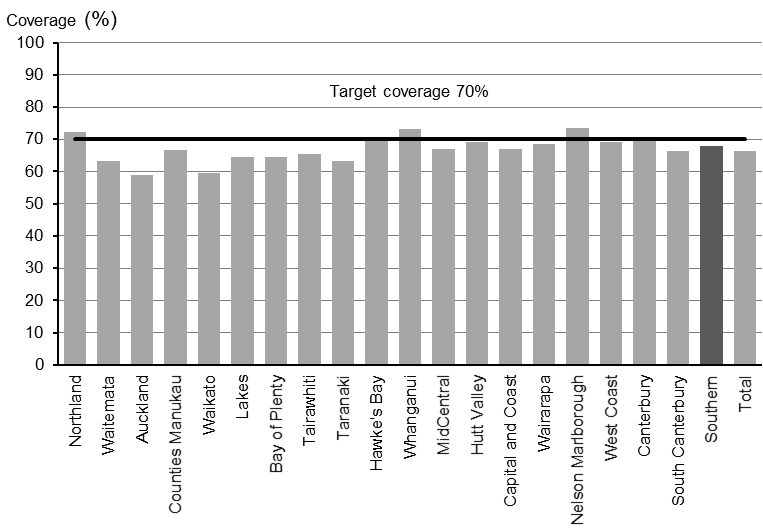 Coverage (%)
100
90
80
70
60
50
40
30
20
10
0
Target coverage 70%
Northland
Waitemata
Auckland
Counties Manukau
Waikato
Lakes
Bay of Plenty
Tairawhiti
Taranaki
Hawke's Bay
Whanganui
MidCentral
Hutt Valley
Capital and Coast
Wairarapa
Nelson Marlborough
West Coast
Canterbury
South Canterbury
Southern
Total